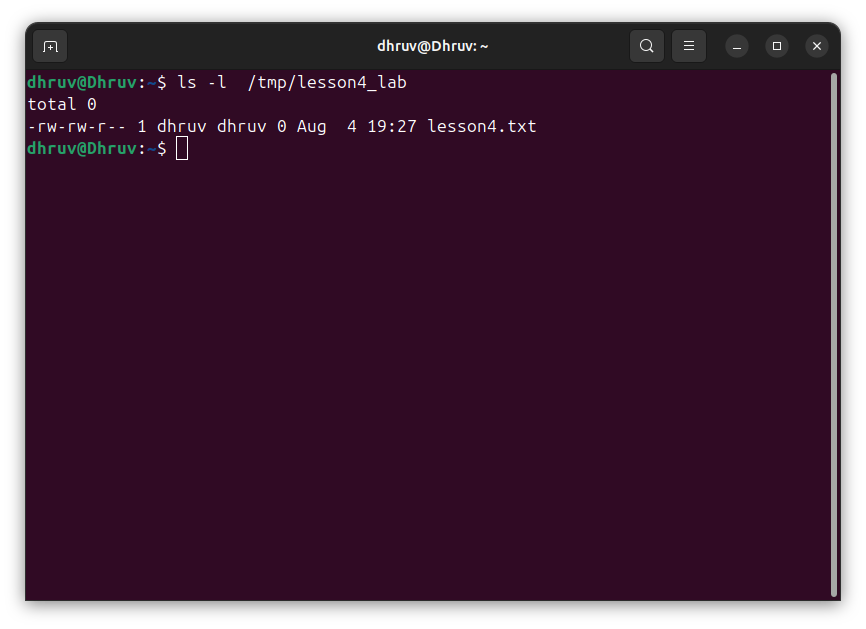 dhruv@Dhruv: ~
dhruv@Dhruv:~$ ls -l  /tmp/lesson4_lab
total 0
-rw-rw-r-- 1 dhruv dhruv 0 Aug  4 19:27 lesson4.txt
dhruv@Dhruv:~$